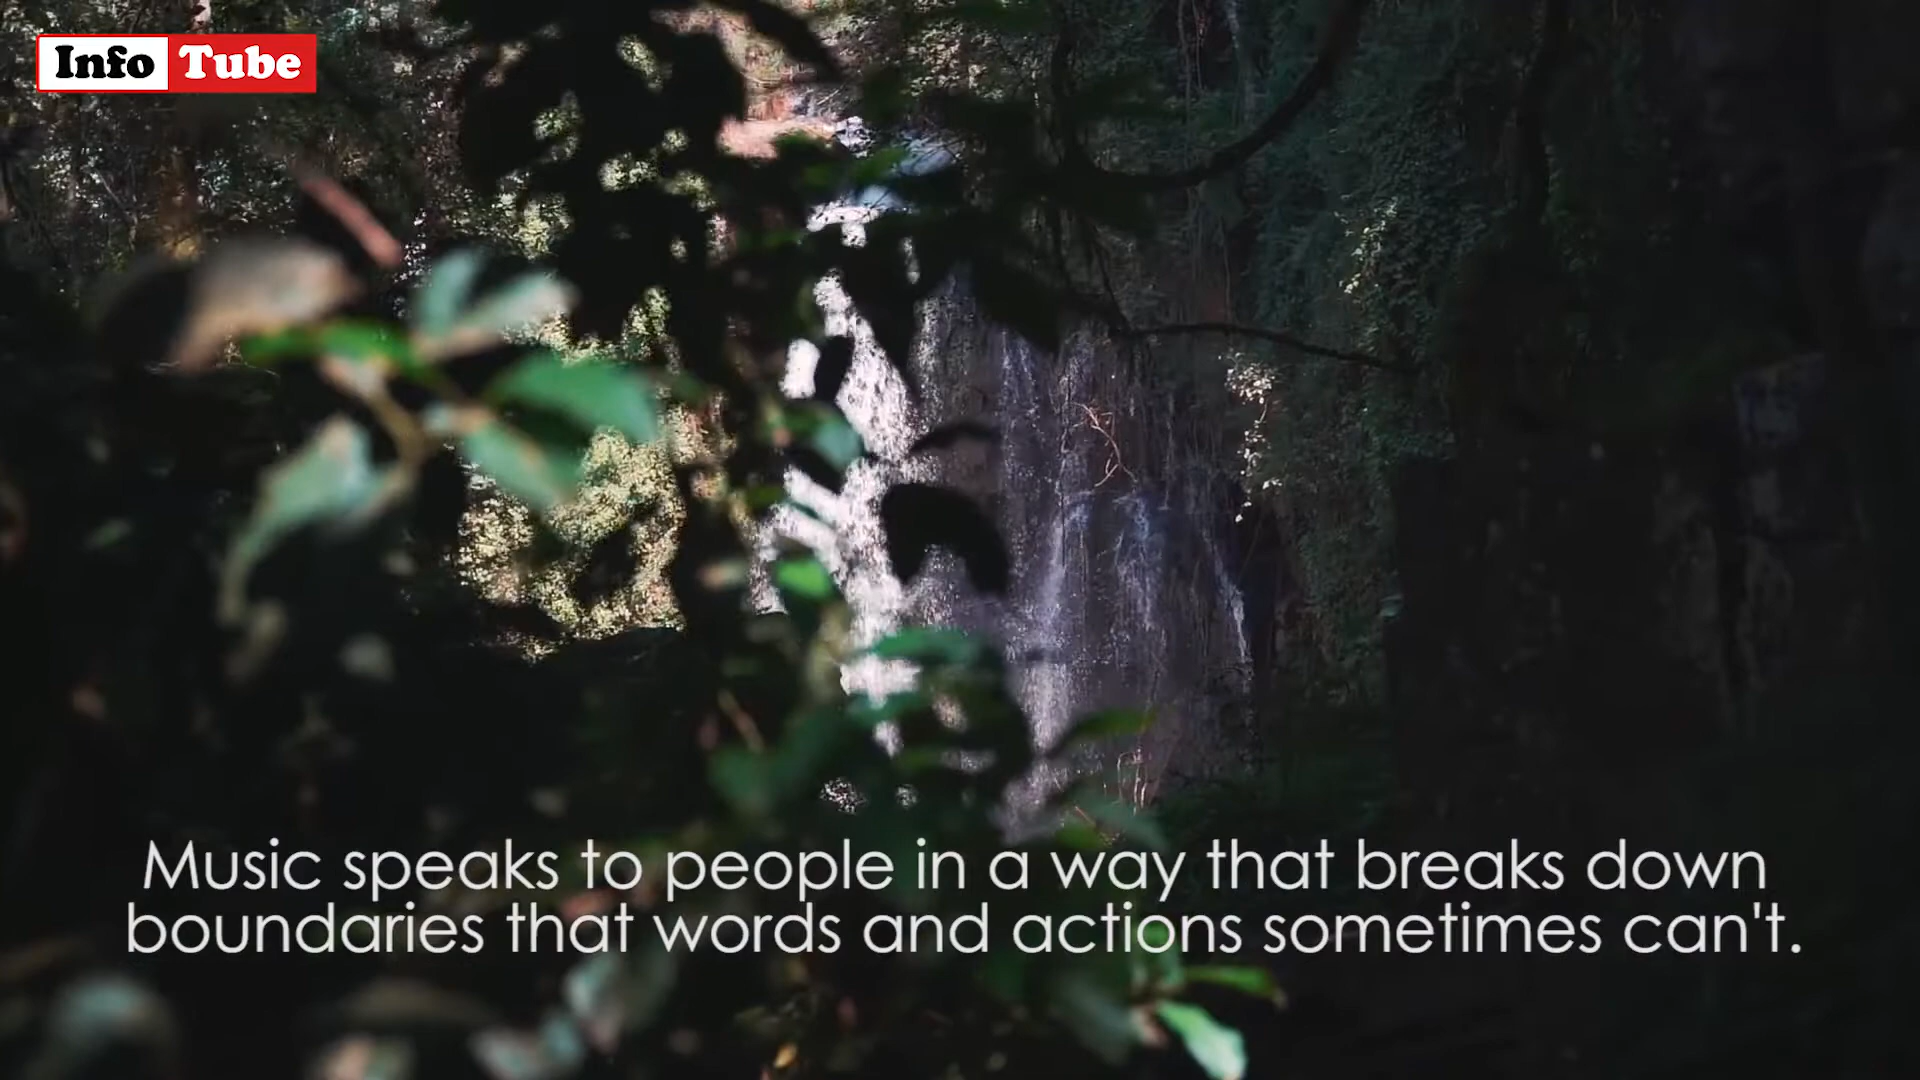 Info Tube
Music speaks to people in a way that breaks down
boundaries that words and actions sometimes can't.